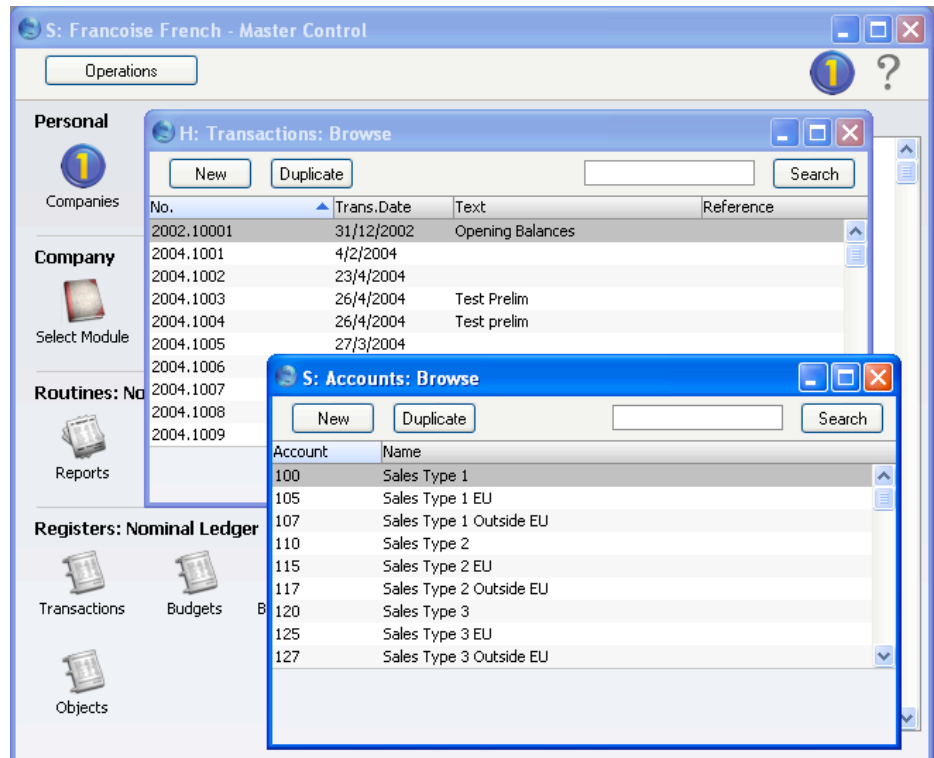 S: Francoise French - Master Control
Operations
1 ?
Personal
1
Companies
Company
Select Module
Routines: No
Reports
Registers: Nominal Ledger
Transactions Budgets B
Objects
H: Transactions: Browse
New Duplicate Search
No. Trans.Date Text Reference
2002.10001 31/12/2002 Opening Balances
2004.1001 4/2/2004
2004.1002 23/4/2004
2004.1003 26/4/2004 Test Prelim
2004.1004 26/4/2004 Test prelim
2004.1005 27/3/2004
2004.1006
2004.1007
2004.1008
2004.1009
S: Accounts: Browse
New Duplicate Search
Account Name
100 Sales Type 1
105 Sales Type 1 EU
107 Sales Type 1 Outside EU
110 Sales Type 2
115 Sales Type 2 EU
117 Sales Type 2 Outside EU
120 Sales Type 3
125 Sales Type 3 EU
127 Sales Type 3 Outside EU